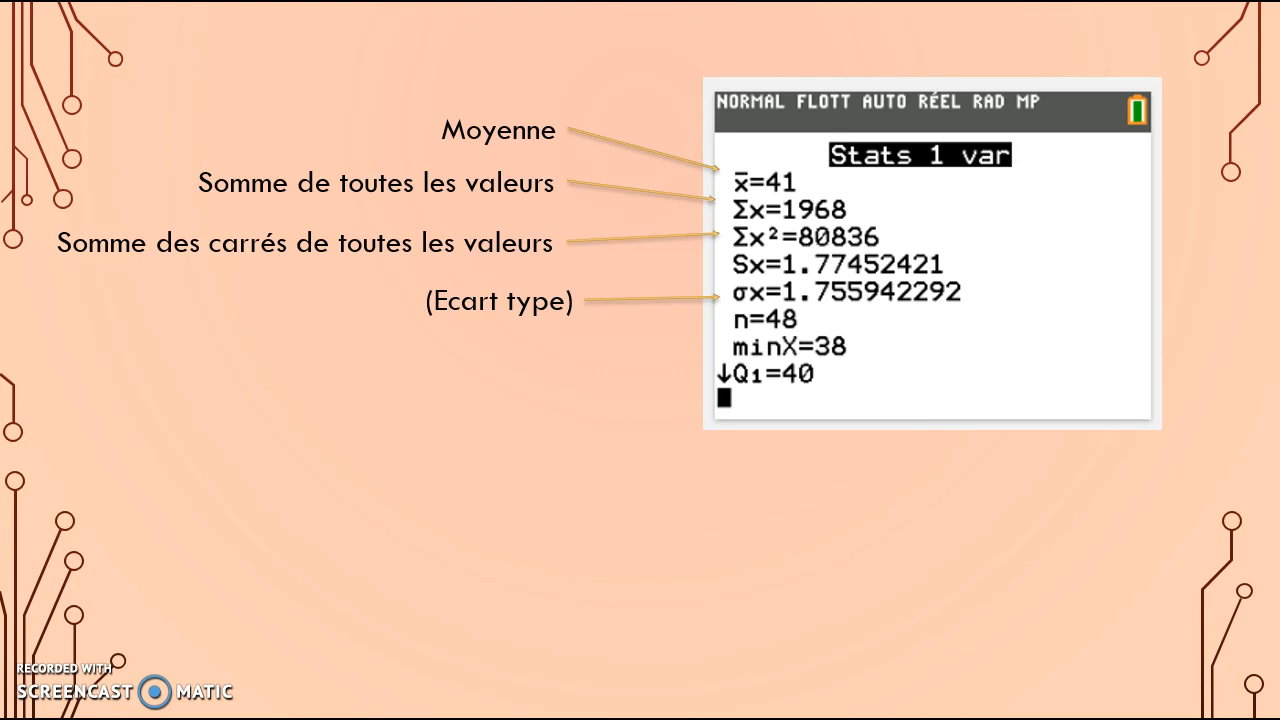 Moyenne
Somme de toutes les valeurs
Somme des carrés de toutes les valeurs
(Ecart type)
NORMAL FLOTT AUTO RÉEL RAD MP
Stats 1 var
x̄=41
Σx=1968
Σx²=80836
Sx=1.77452421
σx=1.755942292
n=48
minX=38
↓Q₁=40
RECORDED WITH
SCREENCAST MATIC